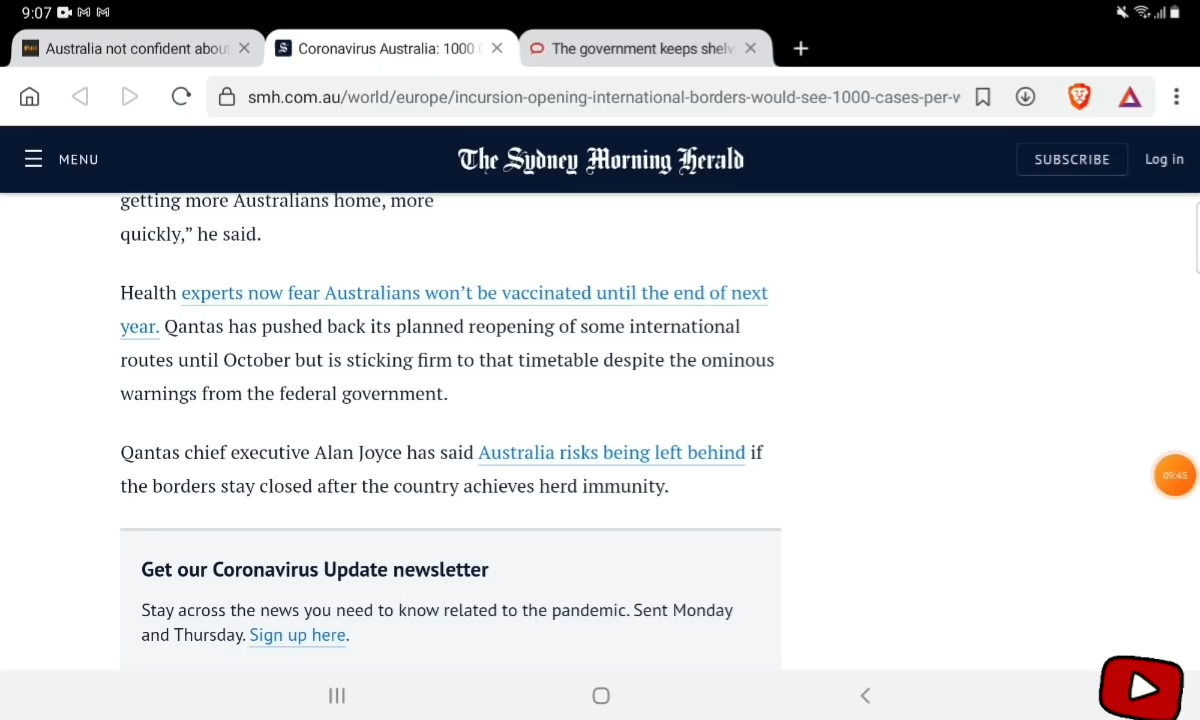 9:07
Australia not confident about
Coronavirus Australia: 1000
The government keeps shelv
smh.com.au/world/europe/incursion-opening-international-borders-would-see-1000-cases-per-w
MENU
The Sydney Morning Herald
SUBSCRIBE
Log in
getting more Australians home, more
quickly,” he said.
Health experts now fear Australians won’t be vaccinated until the end of next
year. Qantas has pushed back its planned reopening of some international
routes until October but is sticking firm to that timetable despite the ominous
warnings from the federal government.
Qantas chief executive Alan Joyce has said Australia risks being left behind if
the borders stay closed after the country achieves herd immunity.
09:45
Get our Coronavirus Update newsletter
Stay across the news you need to know related to the pandemic. Sent Monday
and Thursday. Sign up here.